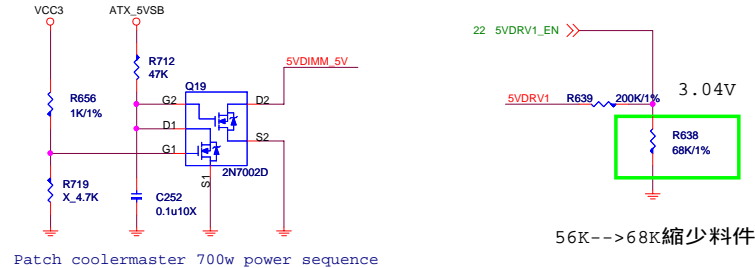 VCC3
ATX_5VSB
R712
47K
R656
1K/1%
Q19
G2
D2
5VDIMM_5V
D1
S2
G1
2N7002D
S1
R719
X_4.7K
C252
0.1u10X
Patch coolermaster 700w power sequence
22 5VDRV1_EN
5VDRV1
R639
200K/1%
3.04V
R638
68K/1%
56K-->68K縮少料件